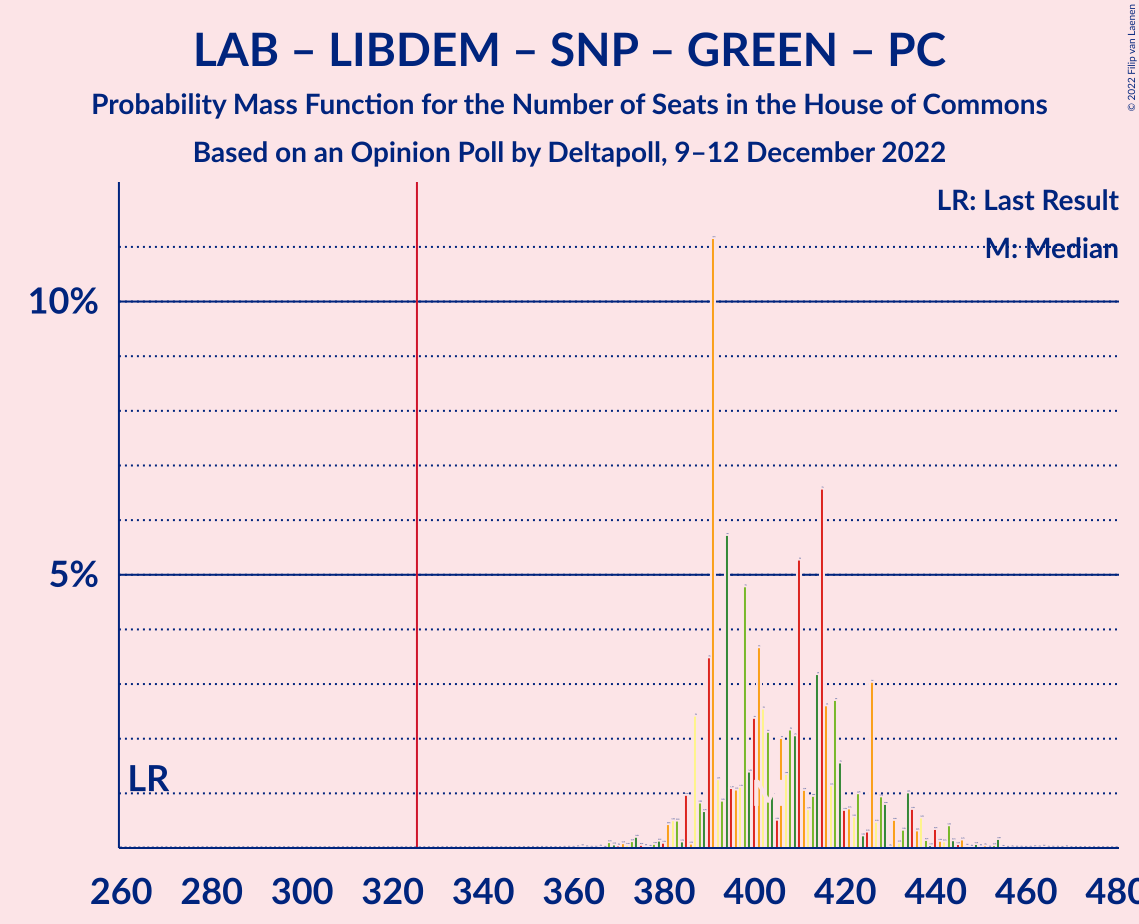 LAB – LIBDEM – SNP – GREEN – PC
Probability Mass Function for the Number of Seats in the House of Commons
Based on an Opinion Poll by Deltapoll, 9–12 December 2022
© 2022 Filip van Laenen
LR: Last Result
M: Median
10%
5%
LR
260 280 300 320 340 360 380 400 420 440 460 480